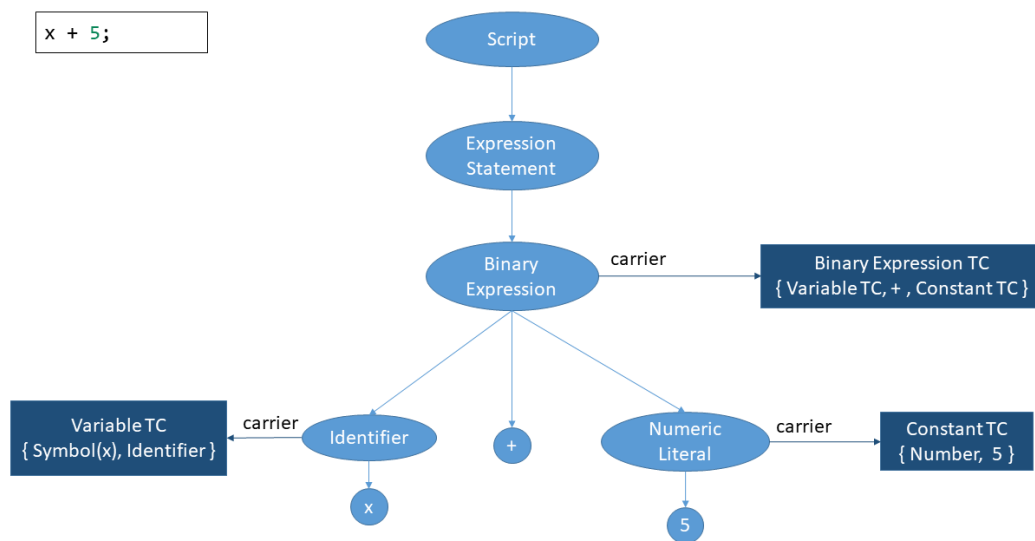 x + 5;
Script
Expression
Statement
Binary
Expression
carrier
Binary Expression TC
{ Variable TC, + , Constant TC }
Variable TC
{ Symbol(x), Identifier }
carrier
Identifier
+
Numeric
Literal
carrier
Constant TC
{ Number, 5 }
x
5